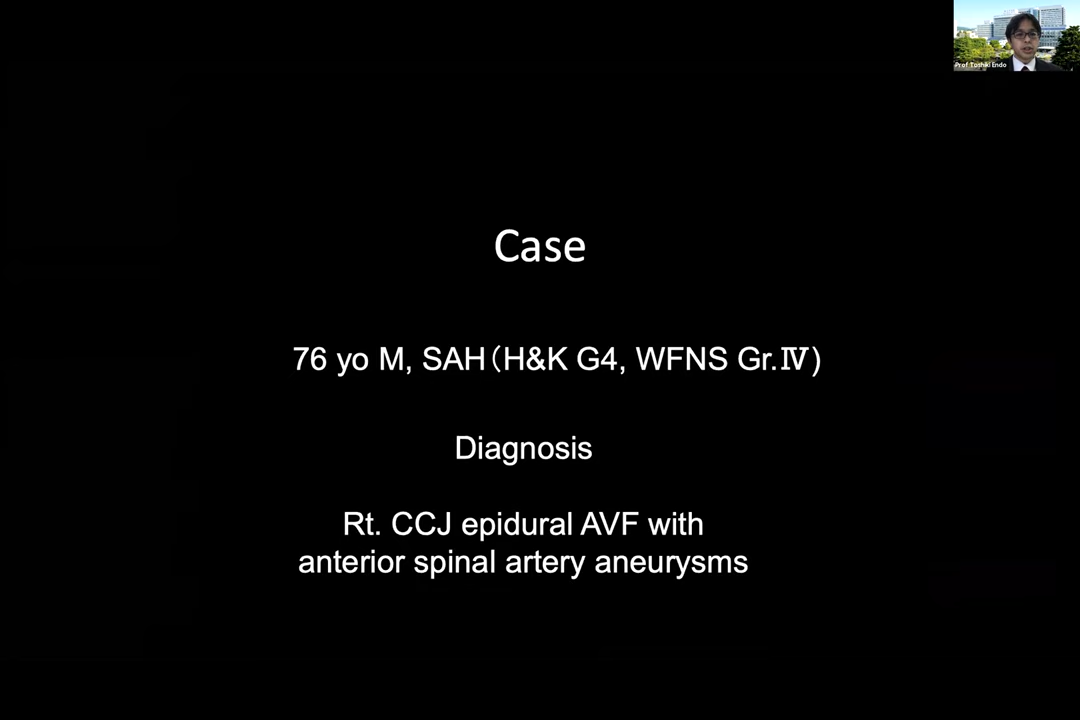 Prof Toshiki Endo
Case
76 yo M, SAH（H&K G4, WFNS Gr.Ⅳ）
Diagnosis
Rt. CCJ epidural AVF with
anterior spinal artery aneurysms